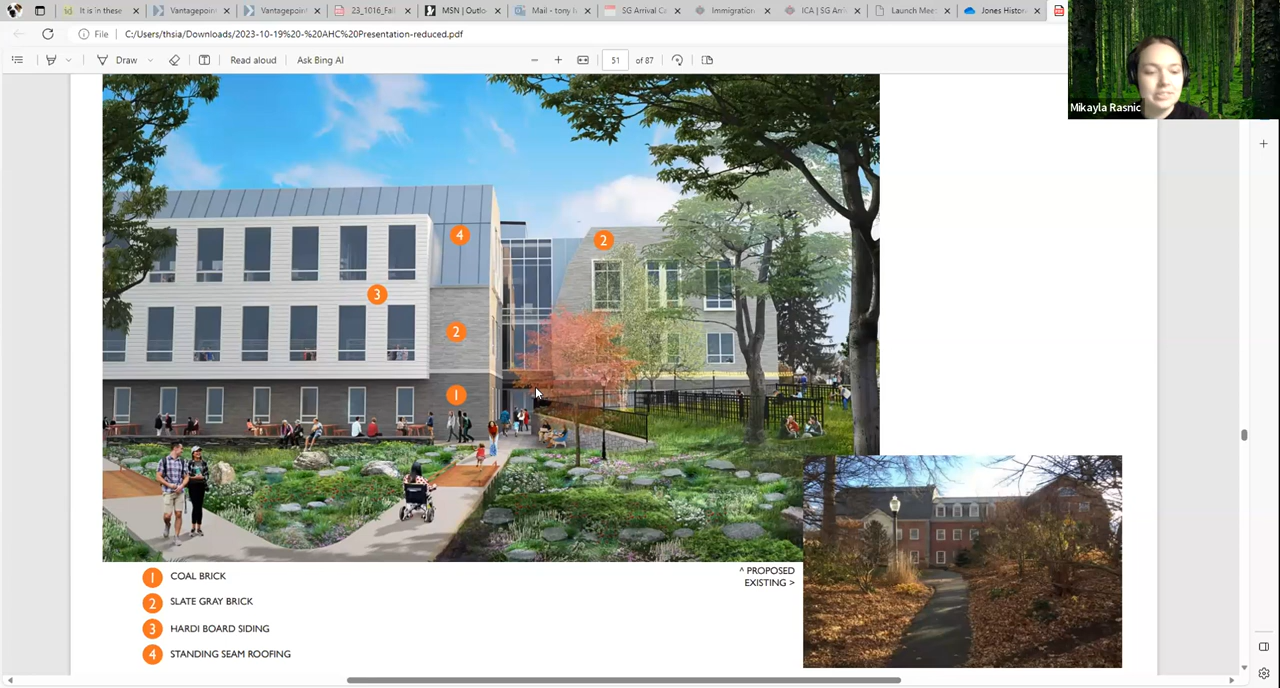 It is in these
Vantagepoint
Vantagepoint
23_1016_Fall
MSN | Outlo
Mail - tony h
SG Arrival Ca
Immigration
ICA | SG Arri
Launch Mee
Jones Histor
File
C:/Users/thsia/Downloads/2023-10-19%20-%20AHC%20Presentation-reduced.pdf
Draw
Read aloud
Ask Bing AI
51
of 87
Mikayla Rasnic
4
2
3
2
1
^ PROPOSED
EXISTING >
1 COAL BRICK
2 SLATE GRAY BRICK
3 HARDI BOARD SIDING
4 STANDING SEAM ROOFING